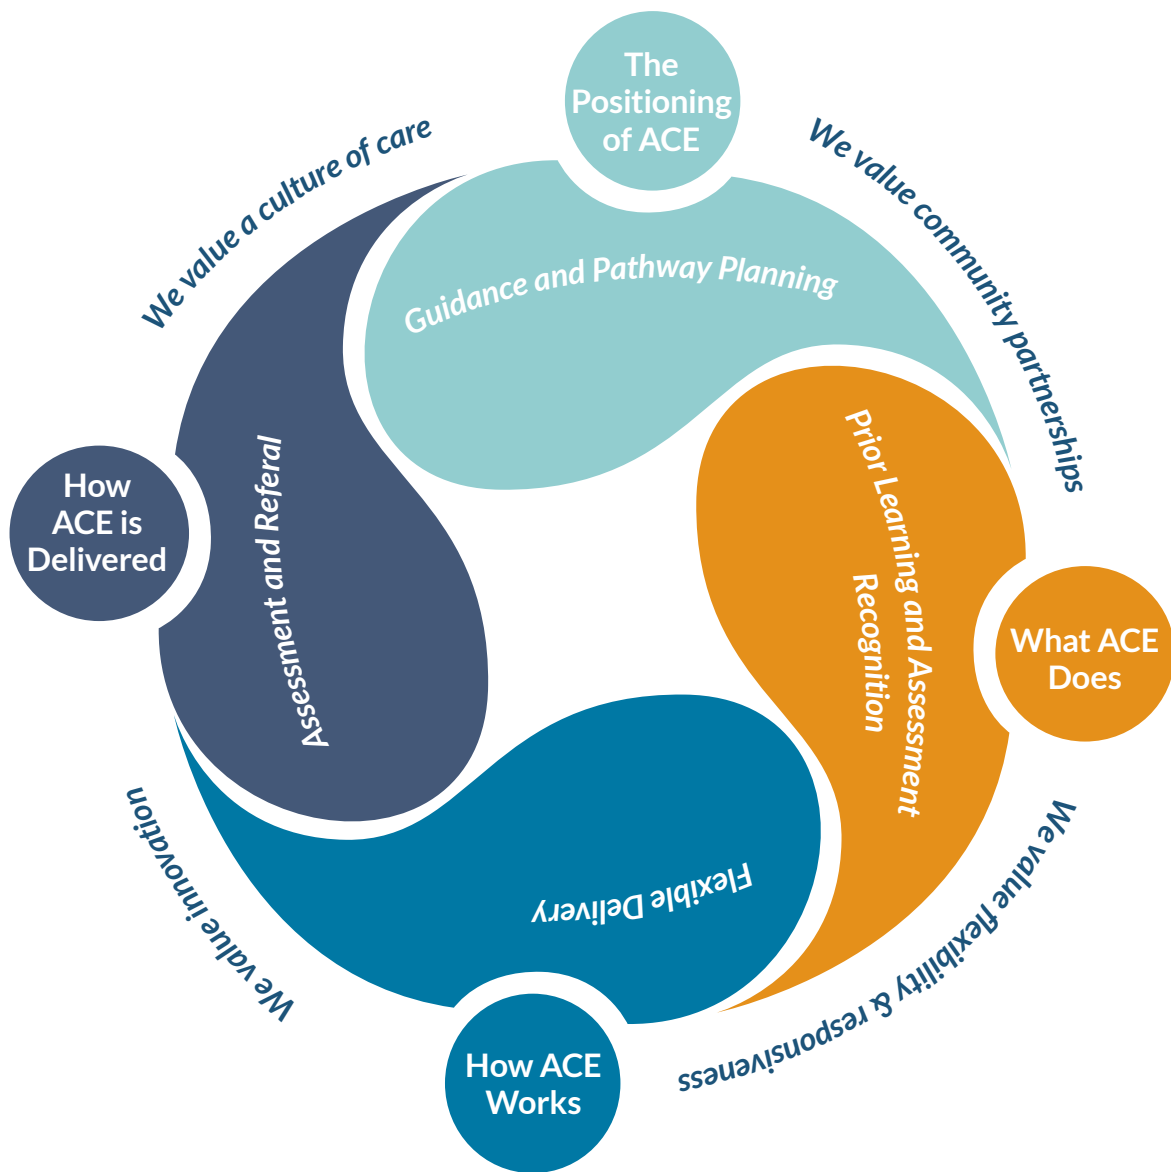 The
Positioning
of ACE
We value community partnerships
Guidance and Pathway Planning
What ACE
Does
Prior Learning and Assessment
Recognition
We value flexibility & responsiveness
How ACE
Works
Flexible Delivery
We value innovation
How
ACE is
Delivered
Assessment and Referal
We value a culture of care